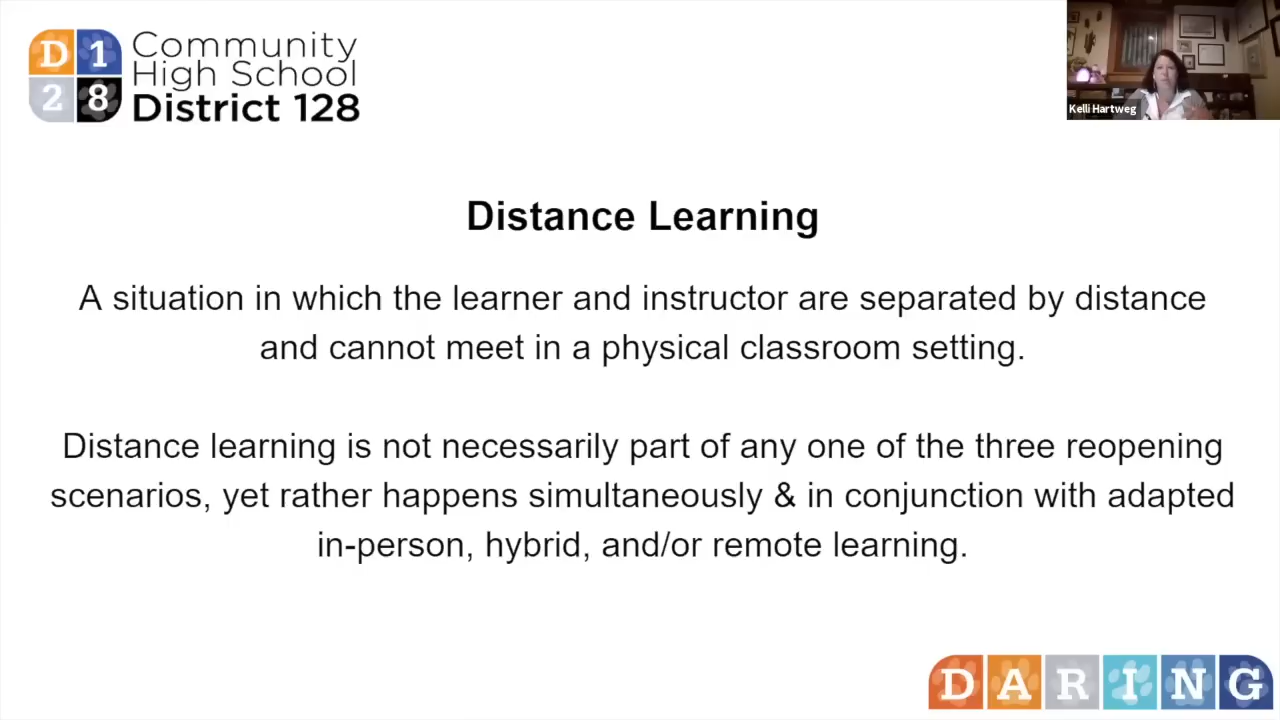 D 1
2 8
Community
High School
District 128
Kelli Hartweg
Distance Learning
A situation in which the learner and instructor are separated by distance
and cannot meet in a physical classroom setting.
Distance learning is not necessarily part of any one of the three reopening
scenarios, yet rather happens simultaneously & in conjunction with adapted
in-person, hybrid, and/or remote learning.
DARING